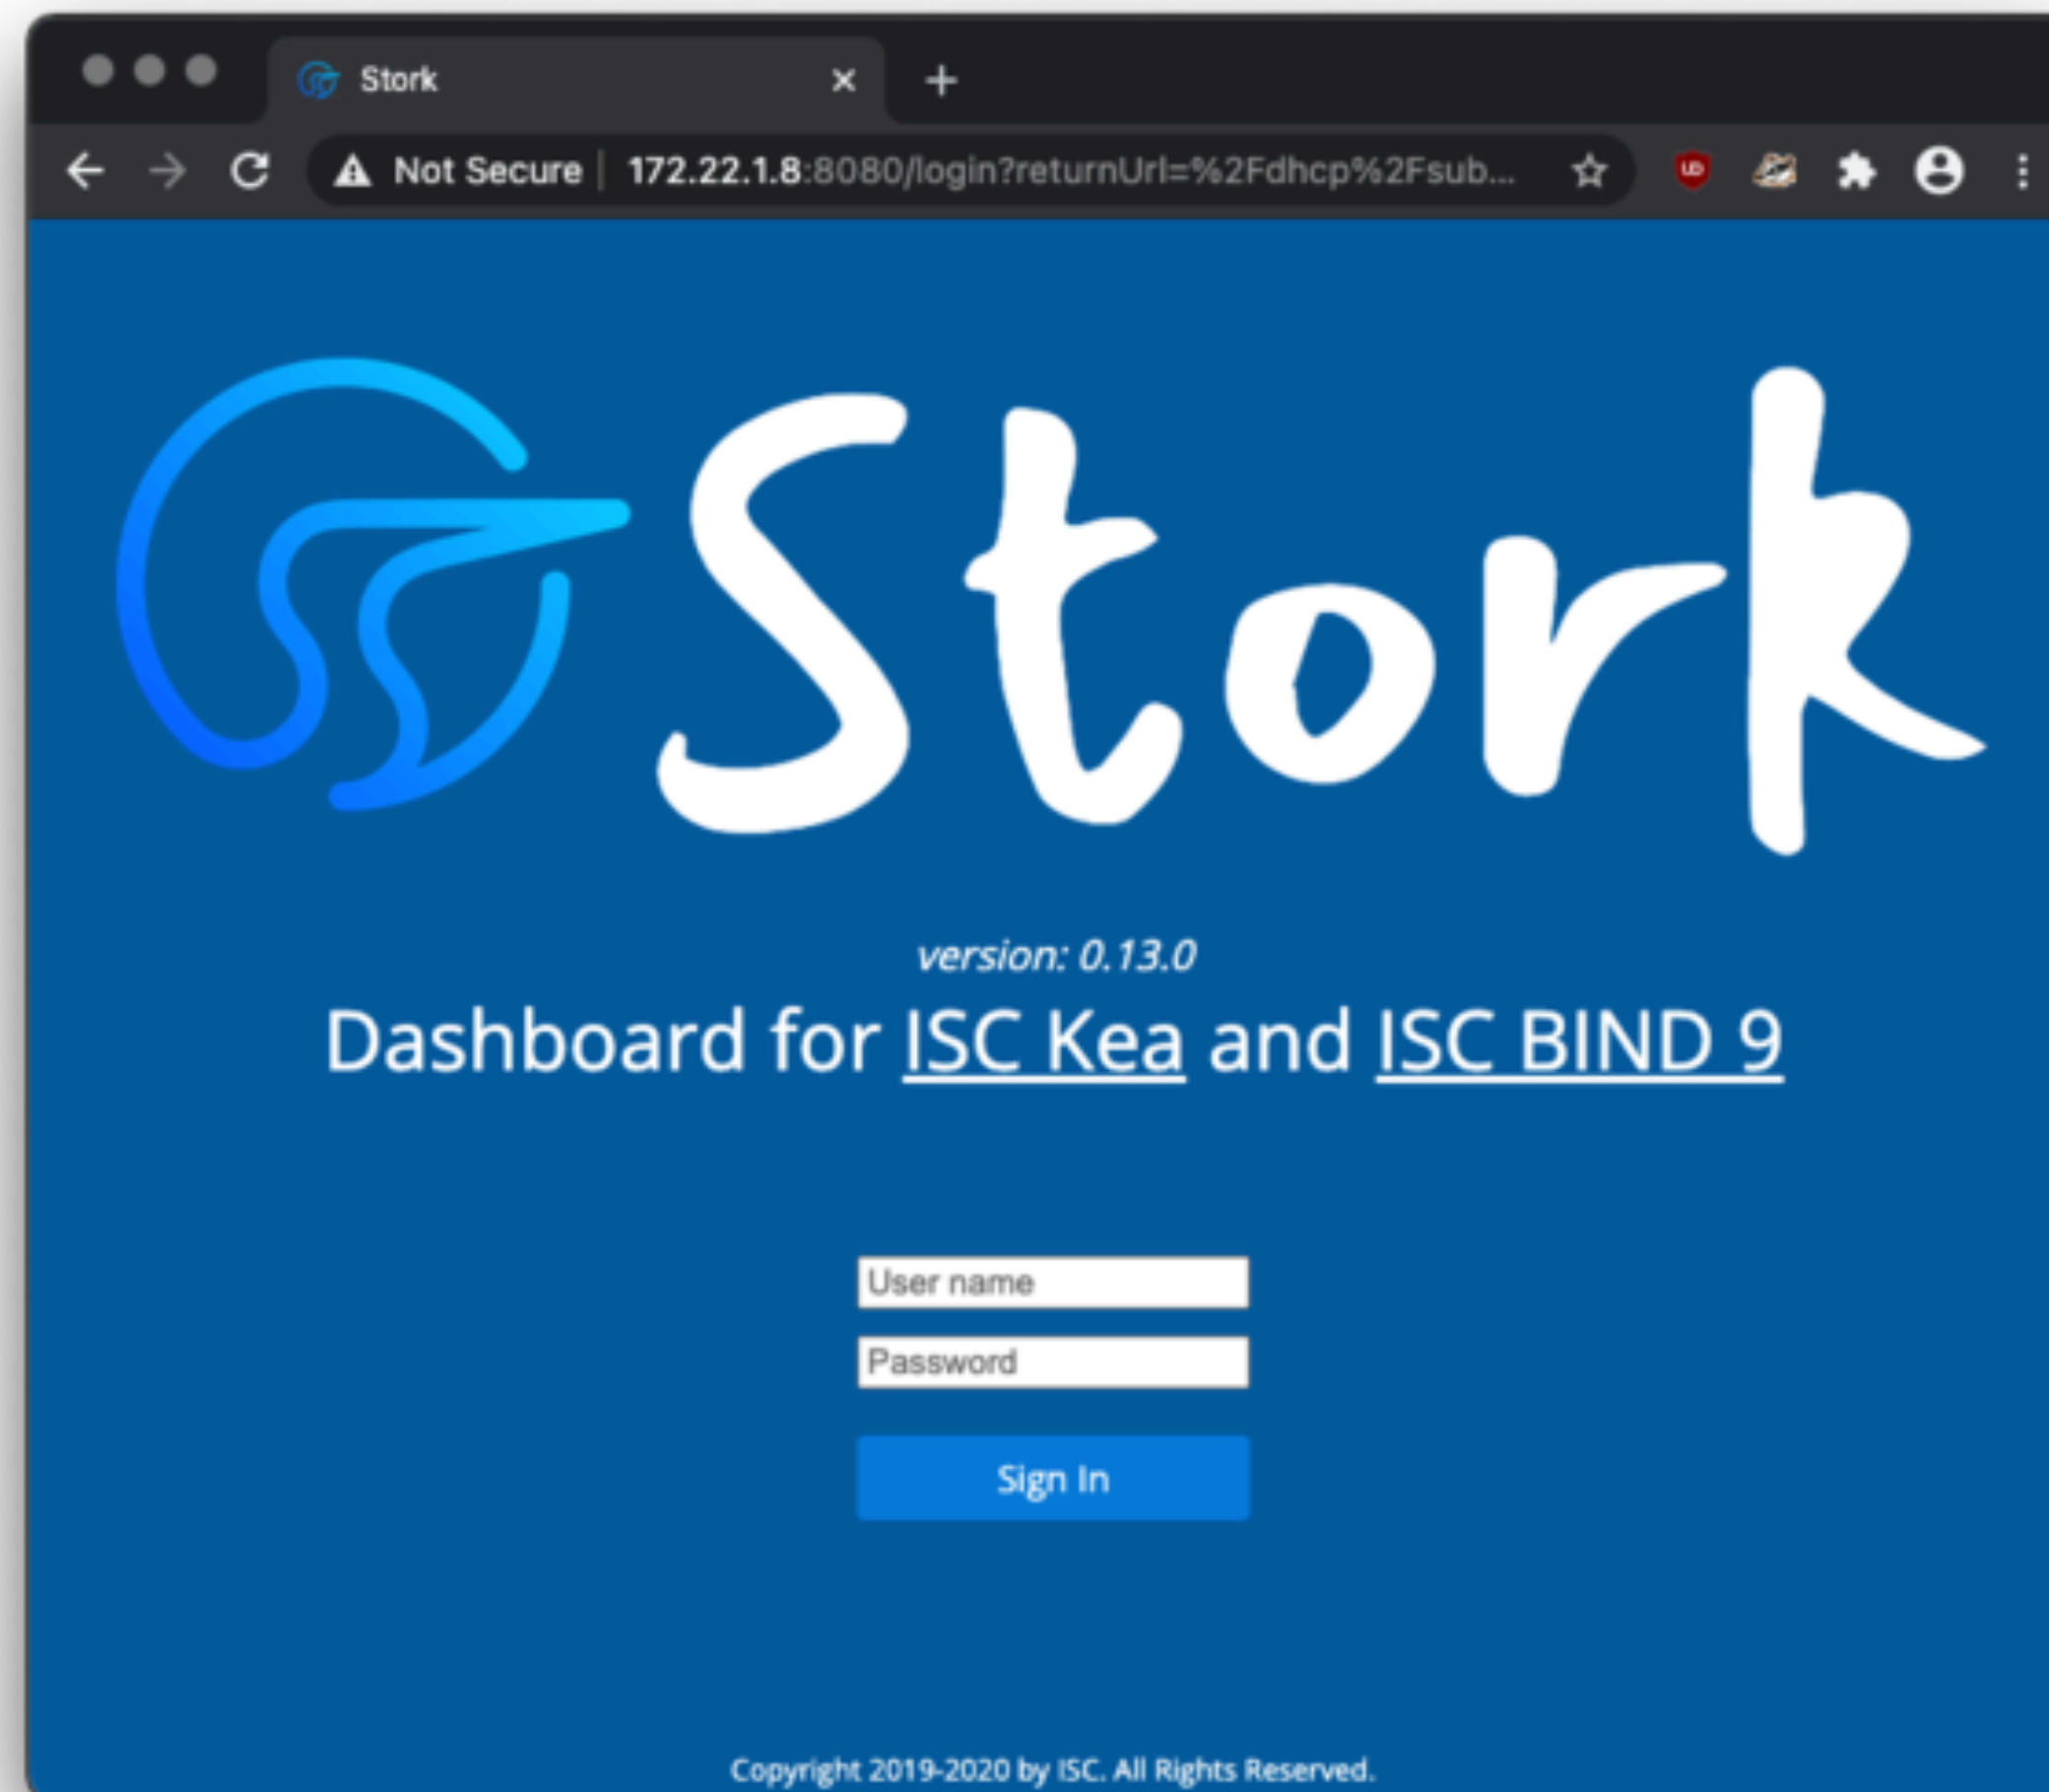 Stork
Not Secure 172.22.1.8:8080/login?returnUrl=%2Fdhcp%2Fsub...
Stork
version: 0.13.0
Dashboard for ISC Kea and ISC BIND 9
User name
Password
Sign In
Copyright 2019-2020 by ISC. All Rights Reserved.